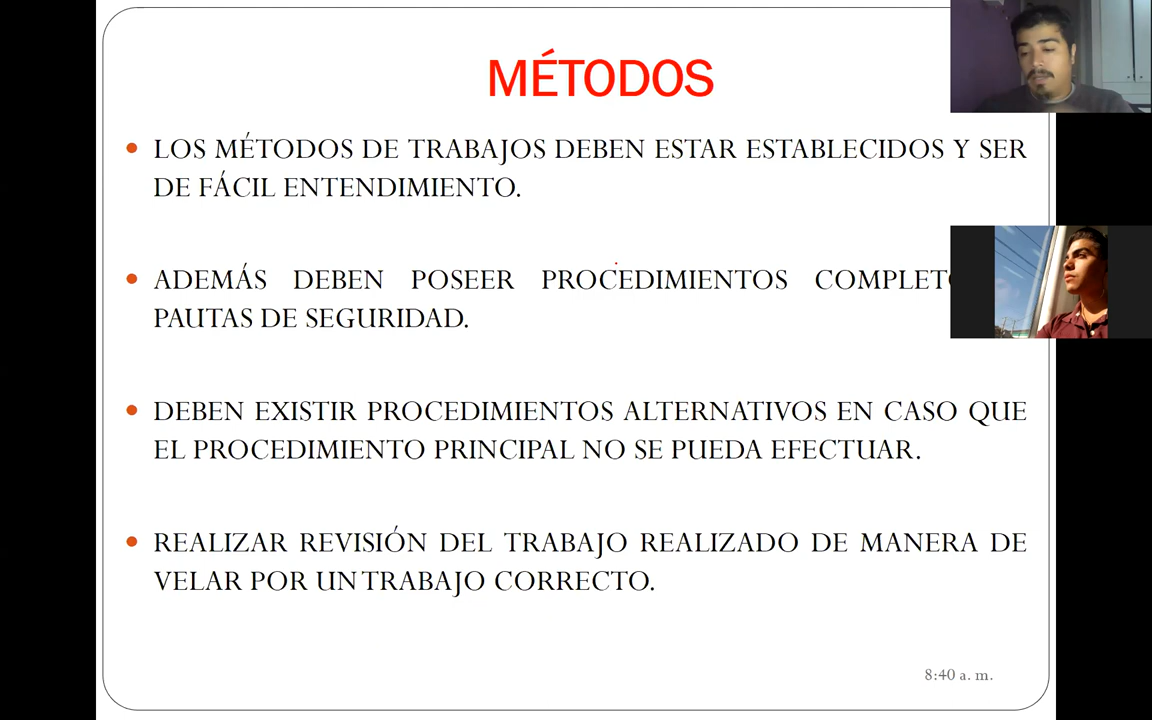 MÉTODOS
LOS MÉTODOS DE TRABAJOS DEBEN ESTAR ESTABLECIDOS Y SER
DE FÁCIL ENTENDIMIENTO.
ADEMÁS DEBEN POSEER PROCEDIMIENTOS
PAUTAS DE SEGURIDAD.
DEBEN EXISTIR PROCEDIMIENTOS ALTERNATIVOS EN CASO QUE
EL PROCEDIMIENTO PRINCIPAL NO SE PUEDA EFECTUAR.
REALIZAR REVISIÓN DEL TRABAJO REALIZADO DE MANERA DE
VELAR POR UN TRABAJO CORRECTO.
8:40 a. m.